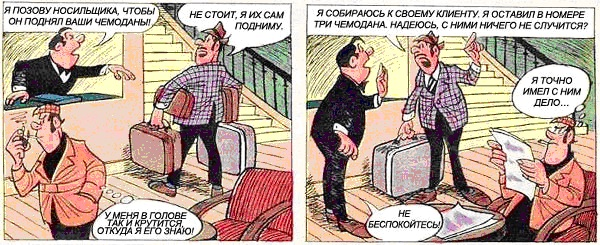 Я ПОЗОВУ НОСИЛЬЩИКА, ЧТОБЫ
ОН ПОДНЯЛ ВАШИ ЧЕМОДАНЫ!
НЕ СТОИТ, Я ИХ САМ
ПОДНИМУ.
У МЕНЯ В ГОЛОВЕ
ТАК И КРУТИТСЯ
ОТКУДА Я ЕГО ЗНАЮ!
Я СОБИРАЮСЬ К СВОЕМУ КЛИЕНТУ. Я ОСТАВИЛ В НОМЕРЕ
ТРИ ЧЕМОДАНА. НАДЕЮСЬ, С НИМИ НИЧЕГО НЕ СЛУЧИТСЯ?
Я ТОЧНО
ИМЕЛ С НИМ
ДЕЛО...
НЕ
БЕСПОКОЙТЕСЬ!